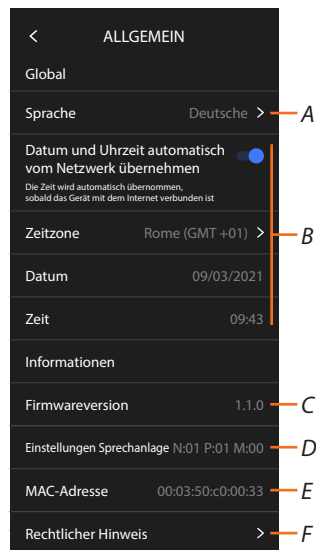 < ALLGEMEIN
Global
Sprache Deutsche > A
Datum und Uhrzeit automatisch
vom Netzwerk übernehmen
Die Zeit wird automatisch übernommen,
sobald das Gerät mit dem Internet verbunden ist
Zeitzone Rome (GMT +01) > B
Datum 09/03/2021
Zeit 09:43
Informationen
Firmwareversion 1.1.0 C
Einstellungen Sprechanlage N:01 P:01 M:00 D
MAC-Adresse 00:03:50:c0:00:33 E
Rechtlicher Hinweis > F